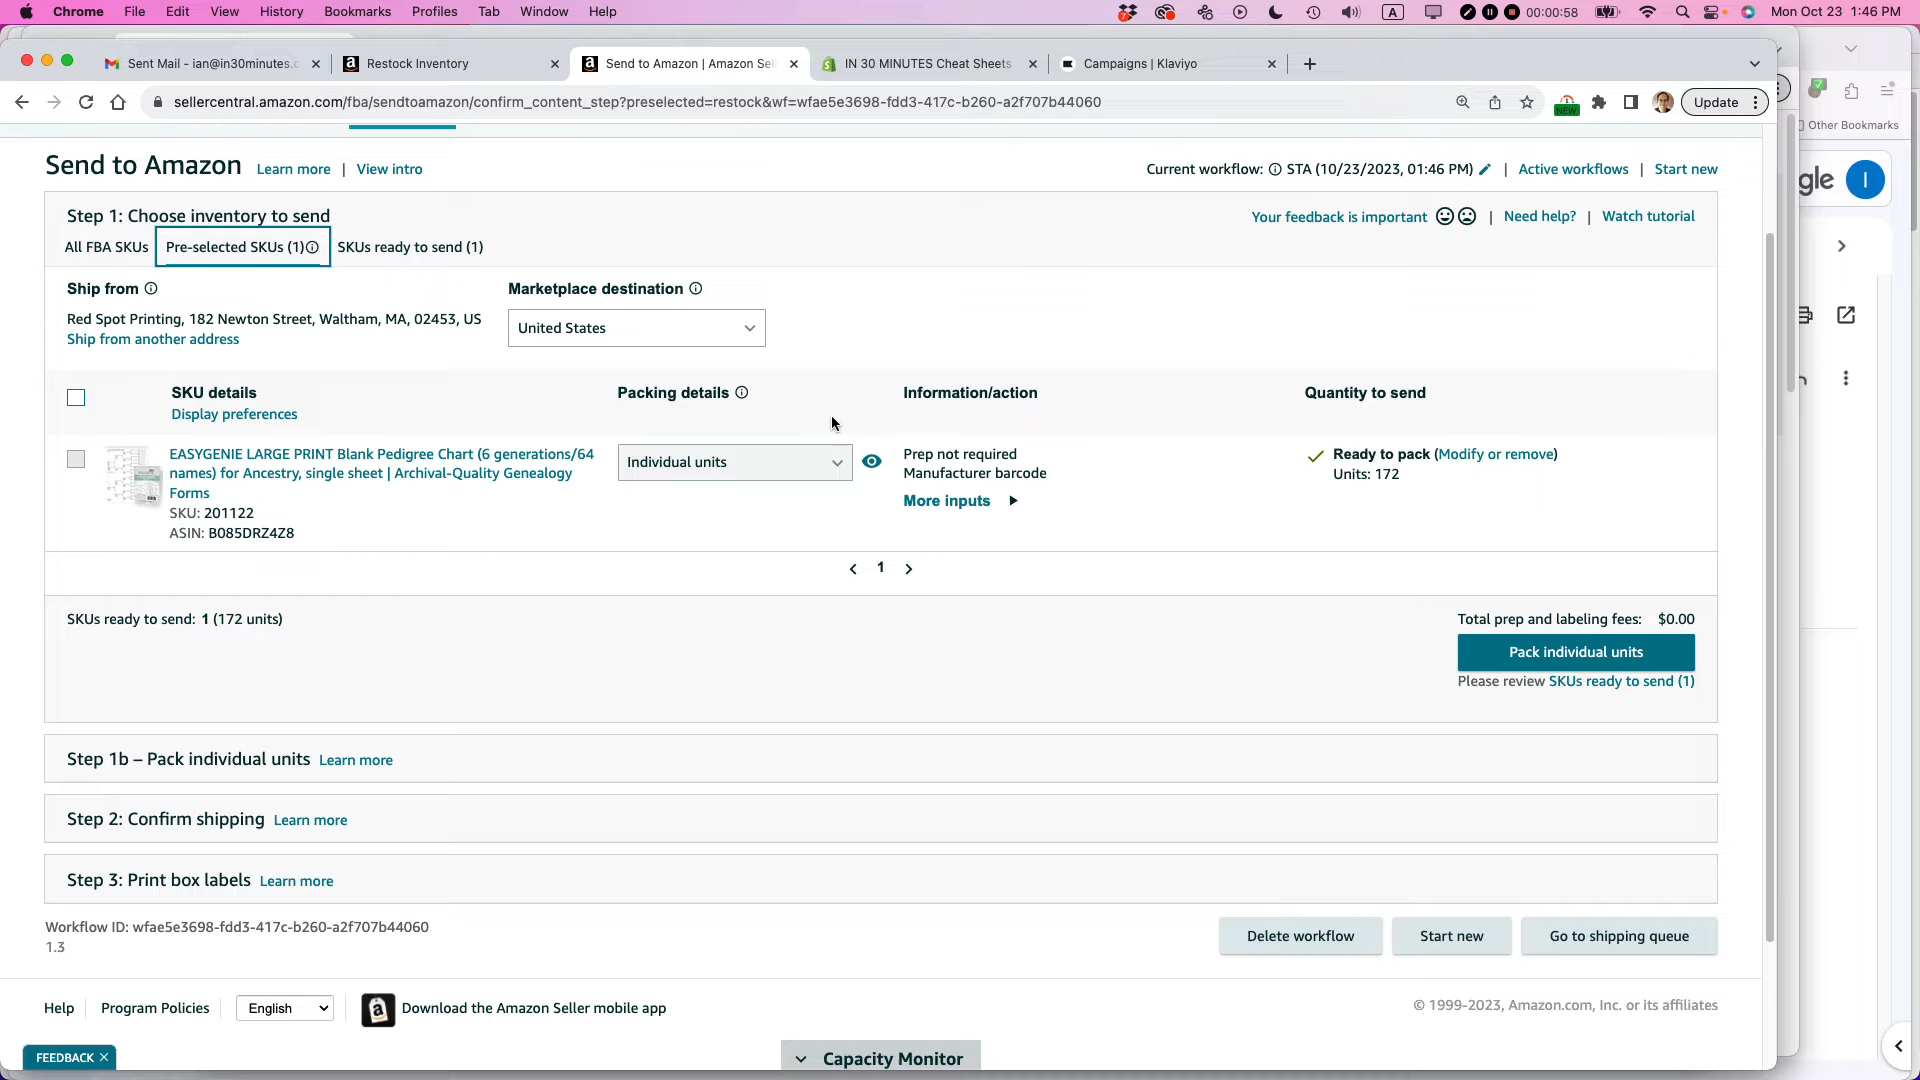 Chrome File Edit View History Bookmarks Profiles Tab Window Help
A 00:00:58 Mon Oct 23 1:46 PM
Sent Mail - ian@in30minutes.c
Restock Inventory
Send to Amazon | Amazon Sel
IN 30 MINUTES Cheat Sheets
Campaigns | Klaviyo
sellercentral.amazon.com/fba/sendtoamazon/confirm_content_step?preselected=restock&wf=wfae5e3698-fdd3-417c-b260-a2f707b44060
NEW
Update
Other Bookmarks
gle I
Send to Amazon Learn more | View intro
Current workflow: STA (10/23/2023, 01:46 PM) | Active workflows | Start new
Step 1: Choose inventory to send
Your feedback is important | Need help? | Watch tutorial
All FBA SKUs Pre-selected SKUs (1) SKUs ready to send (1)
Ship from
Marketplace destination
Red Spot Printing, 182 Newton Street, Waltham, MA, 02453, US
United States
Ship from another address
SKU details
Packing details
Information/action
Quantity to send
Display preferences
EASYGENIE LARGE PRINT Blank Pedigree Chart (6 generations/64
names) for Ancestry, single sheet | Archival-Quality Genealogy
Forms
SKU: 201122
ASIN: B085DRZ4Z8
Individual units
Prep not required
Manufacturer barcode
More inputs
Ready to pack (Modify or remove)
Units: 172
1
SKUs ready to send: 1 (172 units)
Total prep and labeling fees: $0.00
Pack individual units
Please review SKUs ready to send (1)
Step 1b – Pack individual units Learn more
Step 2: Confirm shipping Learn more
Step 3: Print box labels Learn more
Workflow ID: wfae5e3698-fdd3-417c-b260-a2f707b44060
1.3
Delete workflow
Start new
Go to shipping queue
Help Program Policies English Download the Amazon Seller mobile app
© 1999-2023, Amazon.com, Inc. or its affiliates
FEEDBACK
Capacity Monitor